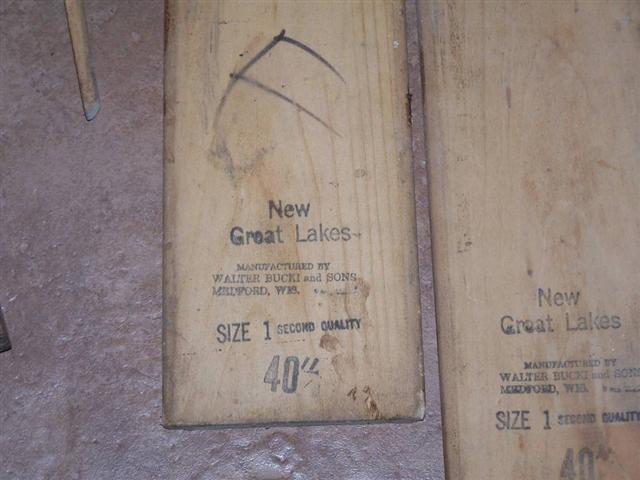 New
Great Lakes
MANUFACTURED BY
WALTER BUCKI and SONS
MEDFORD, WIS.
SIZE 1 SECOND QUALITY
40"
New
Great Lakes
MANUFACTURED BY
WALTER BUCKI and SONS
MEDFORD, WIS.
SIZE 1 SECOND QUALITY
40"